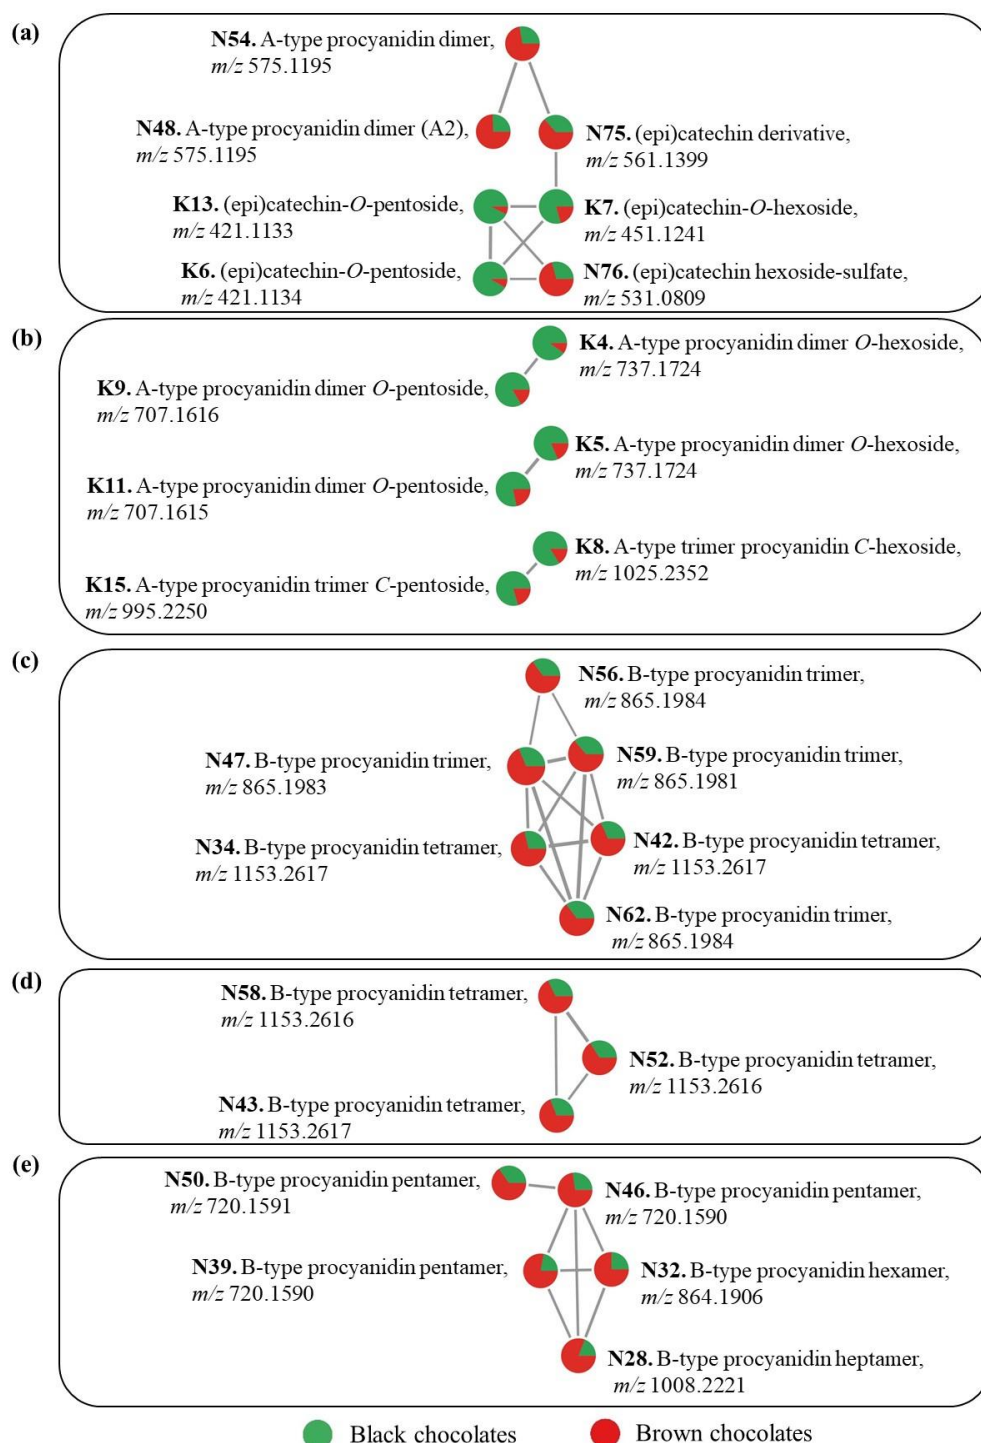 (a)
N54. A-type procyanidin dimer,
m/z 575.1195
N48. A-type procyanidin dimer (A2),
m/z 575.1195
N75. (epi)catechin derivative,
m/z 561.1399
K13. (epi)catechin-O-pentoside,
m/z 421.1133
K7. (epi)catechin-O-hexoside,
m/z 451.1241
K6. (epi)catechin-O-pentoside,
m/z 421.1134
N76. (epi)catechin hexoside-sulfate,
m/z 531.0809
(b)
K4. A-type procyanidin dimer O-hexoside,
m/z 737.1724
K9. A-type procyanidin dimer O-pentoside,
m/z 707.1616
K5. A-type procyanidin dimer O-hexoside,
m/z 737.1724
K11. A-type procyanidin dimer O-pentoside,
m/z 707.1615
K8. A-type trimer procyanidin C-hexoside,
m/z 1025.2352
K15. A-type procyanidin trimer C-pentoside,
m/z 995.2250
(c)
N56. B-type procyanidin trimer,
m/z 865.1984
N47. B-type procyanidin trimer,
m/z 865.1983
N59. B-type procyanidin trimer,
m/z 865.1981
N34. B-type procyanidin tetramer,
m/z 1153.2617
N42. B-type procyanidin tetramer,
m/z 1153.2617
N62. B-type procyanidin trimer,
m/z 865.1984
(d)
N58. B-type procyanidin tetramer,
m/z 1153.2616
N52. B-type procyanidin tetramer,
m/z 1153.2616
N43. B-type procyanidin tetramer,
m/z 1153.2617
(e)
N50. B-type procyanidin pentamer,
m/z 720.1591
N46. B-type procyanidin pentamer,
m/z 720.1590
N39. B-type procyanidin pentamer,
m/z 720.1590
N32. B-type procyanidin hexamer,
m/z 864.1906
N28. B-type procyanidin heptamer,
m/z 1008.2221
Black chocolates
Brown chocolates